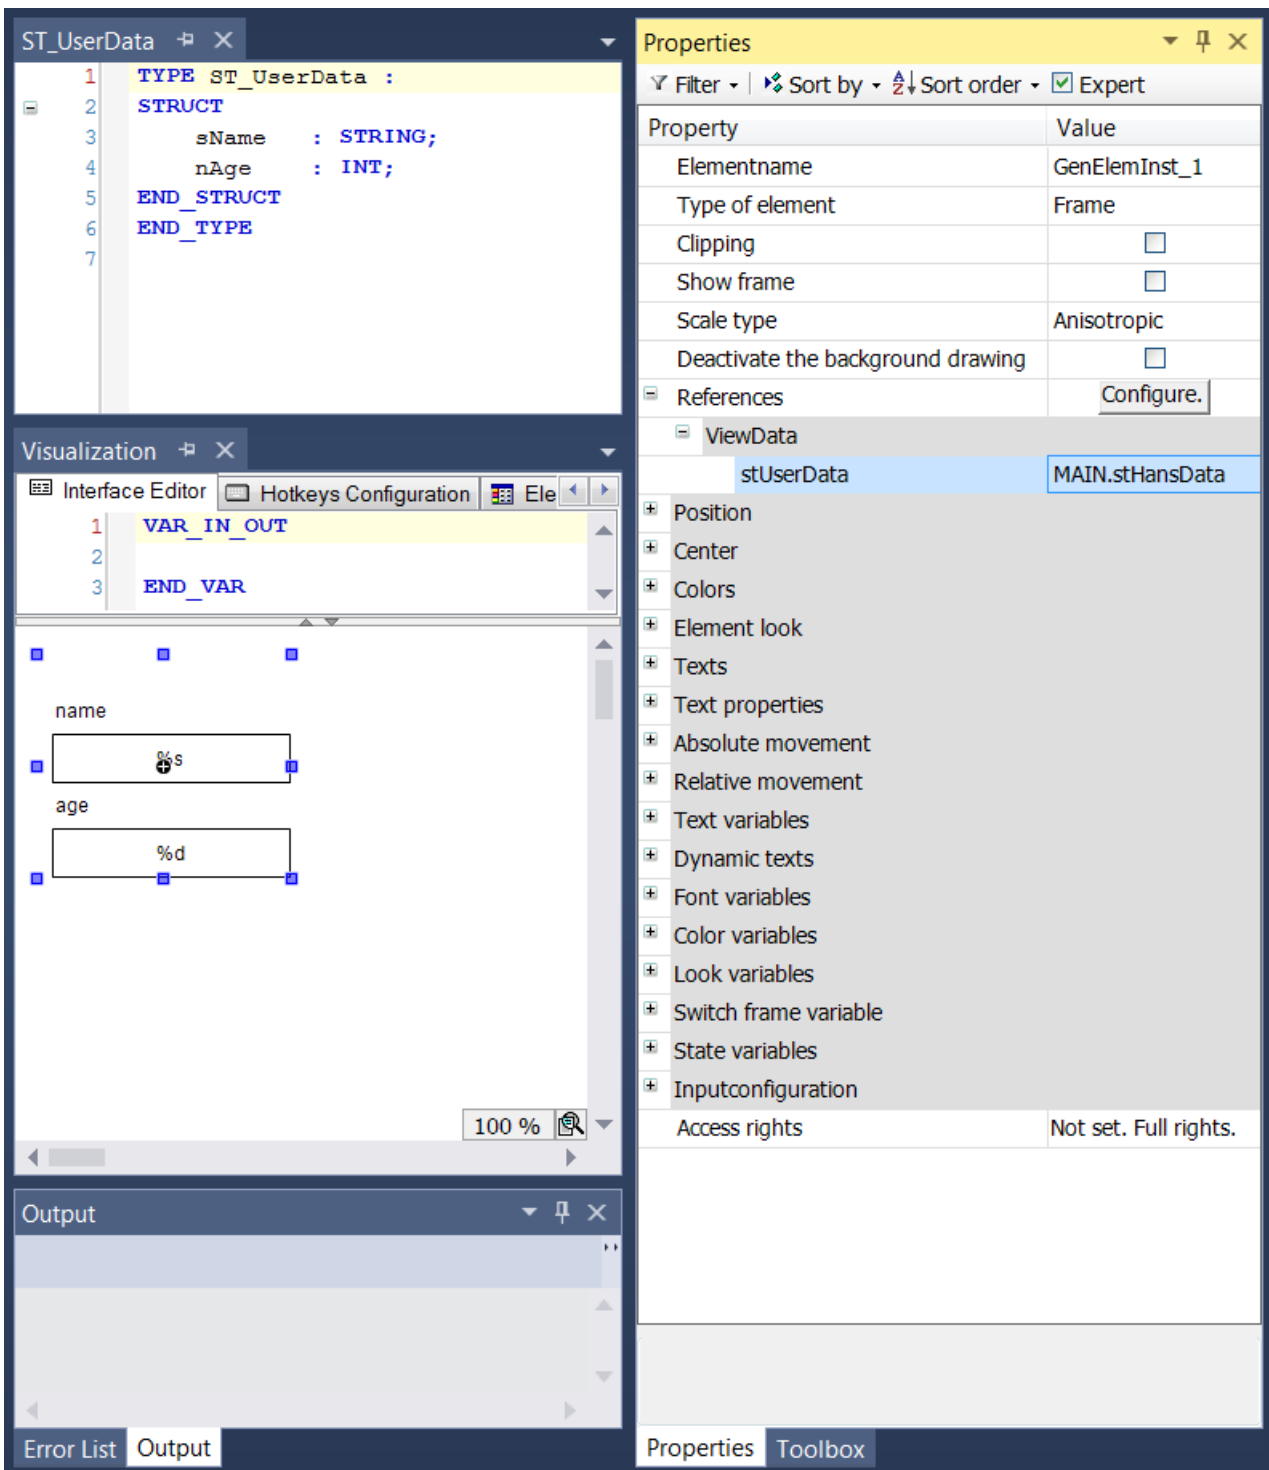 ST_UserData
1 TYPE ST_UserData :
2 STRUCT
3 sName : STRING;
4 nAge : INT;
5 END_STRUCT
6 END_TYPE
7
Visualization
Interface Editor Hotkeys Configuration Ele
1 VAR_IN_OUT
2
3 END_VAR
name
%s
age
%d
100 %
Output
Error List Output
Properties
Filter Sort by Sort order Expert
Property Value
Elementname GenElemInst_1
Type of element Frame
Clipping
Show frame
Scale type Anisotropic
Deactivate the background drawing
References Configure.
ViewData
stUserData MAIN.stHansData
Position
Center
Colors
Element look
Texts
Text properties
Absolute movement
Relative movement
Text variables
Dynamic texts
Font variables
Color variables
Look variables
Switch frame variable
State variables
Inputconfiguration
Access rights Not set. Full rights.
Properties Toolbox